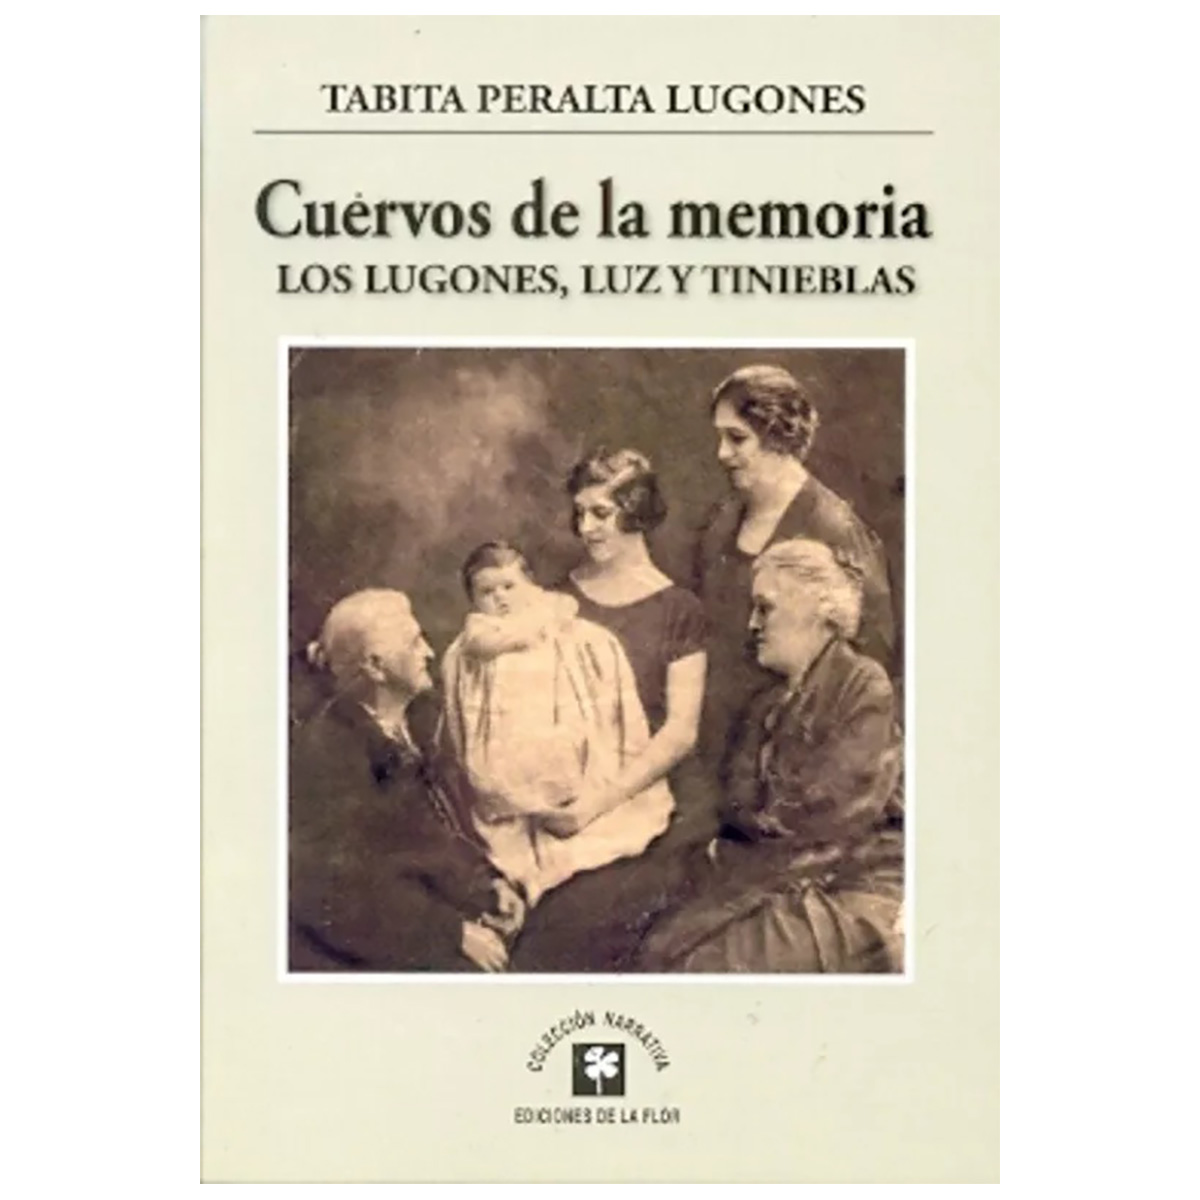 TABITA PERALTA LUGONES
Cuervos de la memoria
LOS LUGONES, LUZ Y TINIEBLAS
COLECCIÓN NARRATIVA
EDICIONES DE LA FLOR